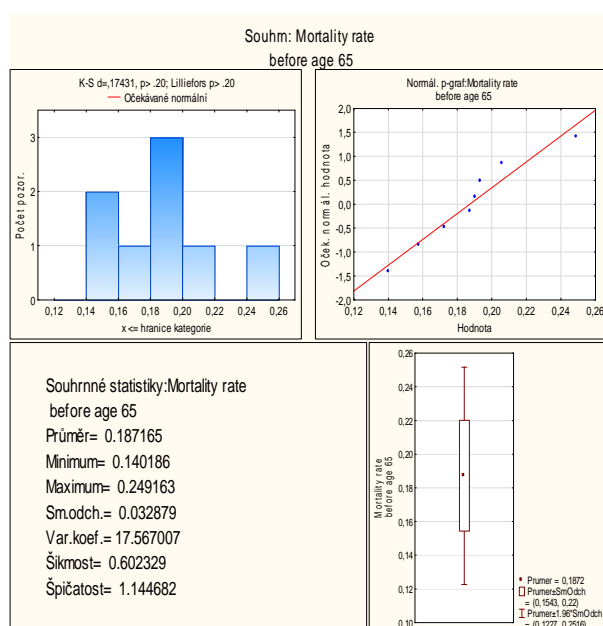 Souhrn: Mortality rate
before age 65
K-S d=,17431, p> .20; Lilliefors p> .20
Očekávané normální
Počet pozor.
3
2
1
0
0,12 0,14 0,16 0,18 0,20 0,22 0,24 0,26
x <= hranice kategorie
Normál. p-graf:Mortality rate
before age 65
Oček. normál. hodnota
2,0
1,5
1,0
0,5
0,0
-0,5
-1,0
-1,5
-2,0
0,12 0,14 0,16 0,18 0,20 0,22 0,24 0,26
Hodnota
Souhrnné statistiky:Mortality rate
before age 65
Průměr= 0.187165
Minimum= 0.140186
Maximum= 0.249163
Sm.odch.= 0.032879
Var.koef.= 17.567007
Šikmost= 0.602329
Špičatost= 1.144682
Mortality rate
before age 65
0,26
0,24
0,22
0,20
0,18
0,16
0,14
0,12
0,10
Prumer = 0,1872
Prumer±SmOdch
= (0,1543, 0,22)
Prumer±1.96*SmOdch
= (0,1227, 0,2516)